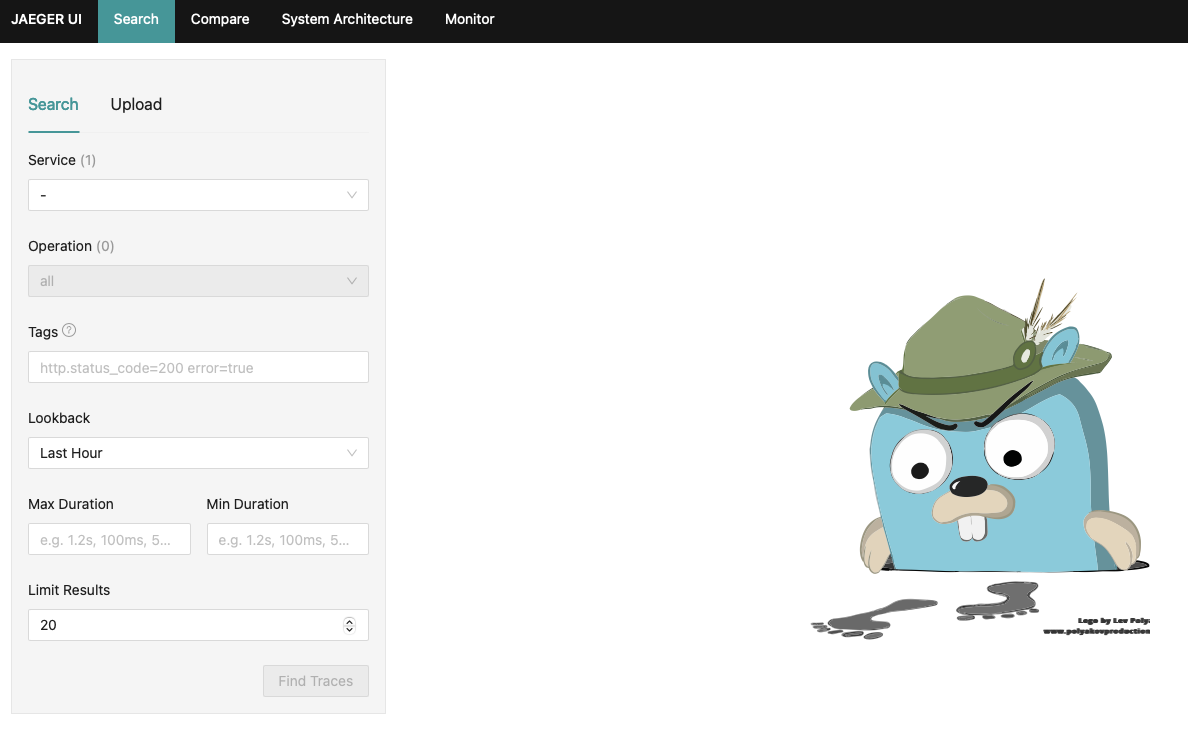 JAEGER UI Search Compare System Architecture Monitor
Search Upload
Service (1)
-
Operation (0)
all
Tags
http.status_code=200 error=true
Lookback
Last Hour
Max Duration Min Duration
e.g. 1.2s, 100ms, 5... e.g. 1.2s, 100ms, 5...
Limit Results
20
Find Traces
Logo by Lev Poly
www.polyakovproduction